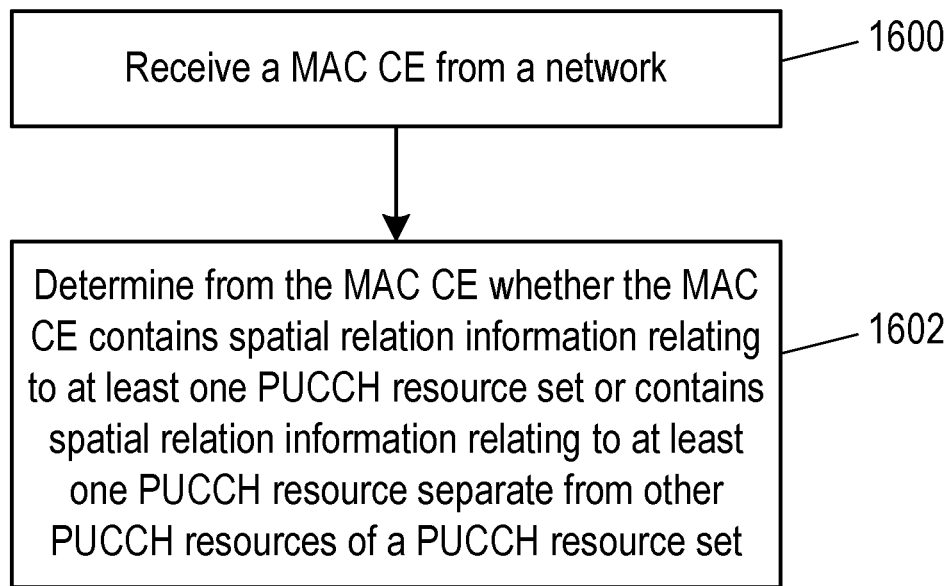 Receive a MAC CE from a network
1600
Determine from the MAC CE whether the MAC
CE contains spatial relation information relating
to at least one PUCCH resource set or contains
spatial relation information relating to at least
one PUCCH resource separate from other
PUCCH resources of a PUCCH resource set
1602